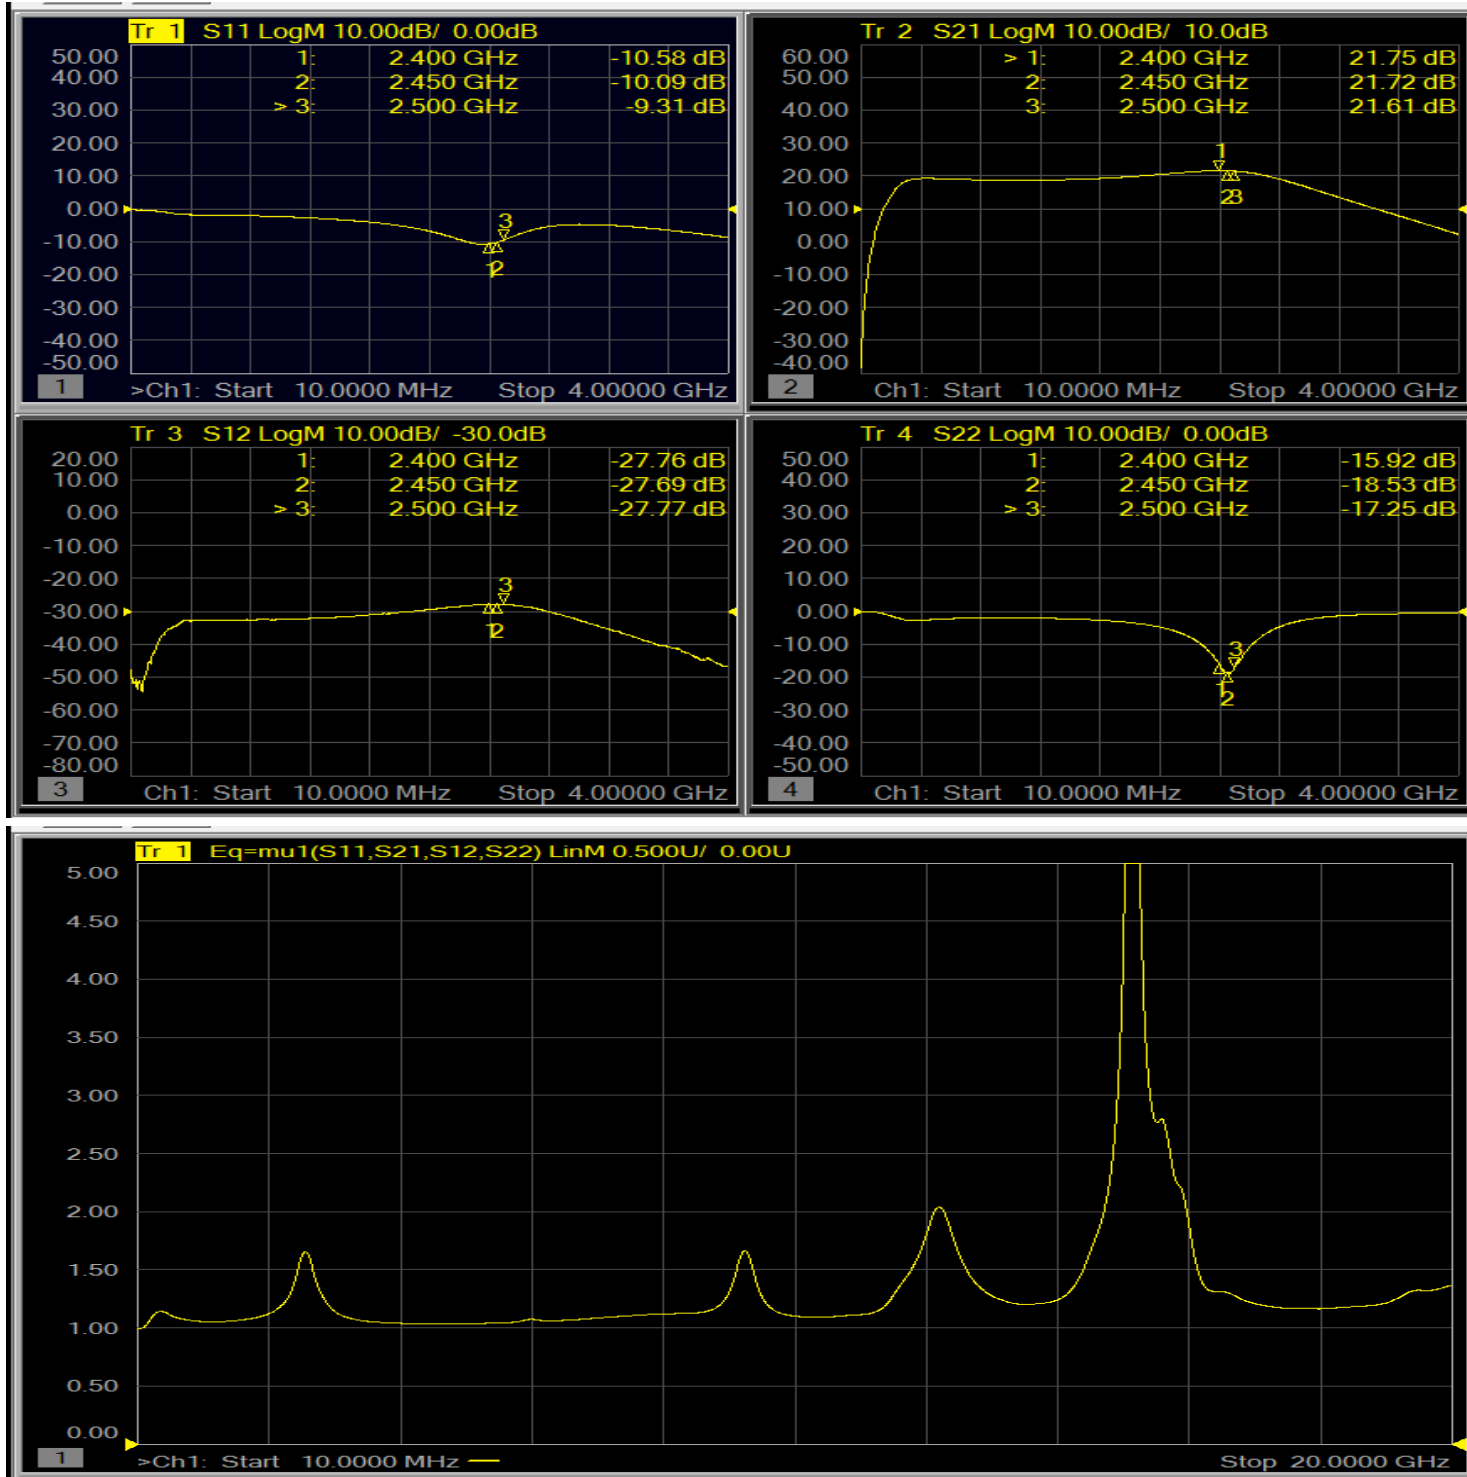 Tr 1 S11 LogM 10.00dB/ 0.00dB
1: 2.400 GHz -10.58 dB
2: 2.450 GHz -10.09 dB
> 3: 2.500 GHz -9.31 dB
50.00
40.00
30.00
20.00
10.00
0.00
-10.00
-20.00
-30.00
-40.00
-50.00
3
1 2
1 >Ch1: Start 10.0000 MHz Stop 4.00000 GHz
Tr 2 S21 LogM 10.00dB/ 10.0dB
> 1: 2.400 GHz 21.75 dB
2: 2.450 GHz 21.72 dB
3: 2.500 GHz 21.61 dB
60.00
50.00
40.00
30.00
20.00
10.00
0.00
-10.00
-20.00
-30.00
-40.00
1
2 3
2 Ch1: Start 10.0000 MHz Stop 4.00000 GHz
Tr 3 S12 LogM 10.00dB/ -30.0dB
1: 2.400 GHz -27.76 dB
2: 2.450 GHz -27.69 dB
> 3: 2.500 GHz -27.77 dB
20.00
10.00
0.00
-10.00
-20.00
-30.00
-40.00
-50.00
-60.00
-70.00
-80.00
3
1 2
3 Ch1: Start 10.0000 MHz Stop 4.00000 GHz
Tr 4 S22 LogM 10.00dB/ 0.00dB
1: 2.400 GHz -15.92 dB
2: 2.450 GHz -18.53 dB
> 3: 2.500 GHz -17.25 dB
50.00
40.00
30.00
20.00
10.00
0.00
-10.00
-20.00
-30.00
-40.00
-50.00
3
1
2
4 Ch1: Start 10.0000 MHz Stop 4.00000 GHz
Tr 1 Eq=mu1(S11,S21,S12,S22) LinM 0.500U/ 0.00U
5.00
4.50
4.00
3.50
3.00
2.50
2.00
1.50
1.00
0.50
0.00
1 >Ch1: Start 10.0000 MHz Stop 20.0000 GHz